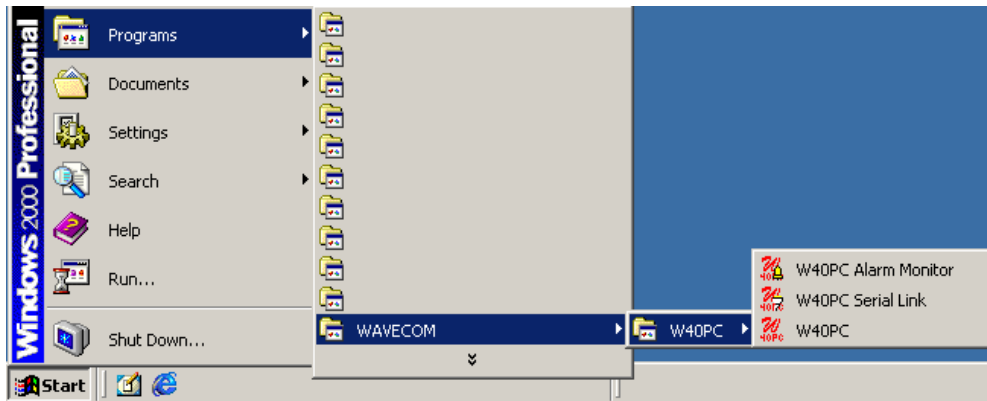 Windows 2000 Professional
Programs
Documents
Settings
Search
Help
Run...
Shut Down...
WAVECOM
W40PC
W40PC Alarm Monitor
W40PC Serial Link
W40PC
Start